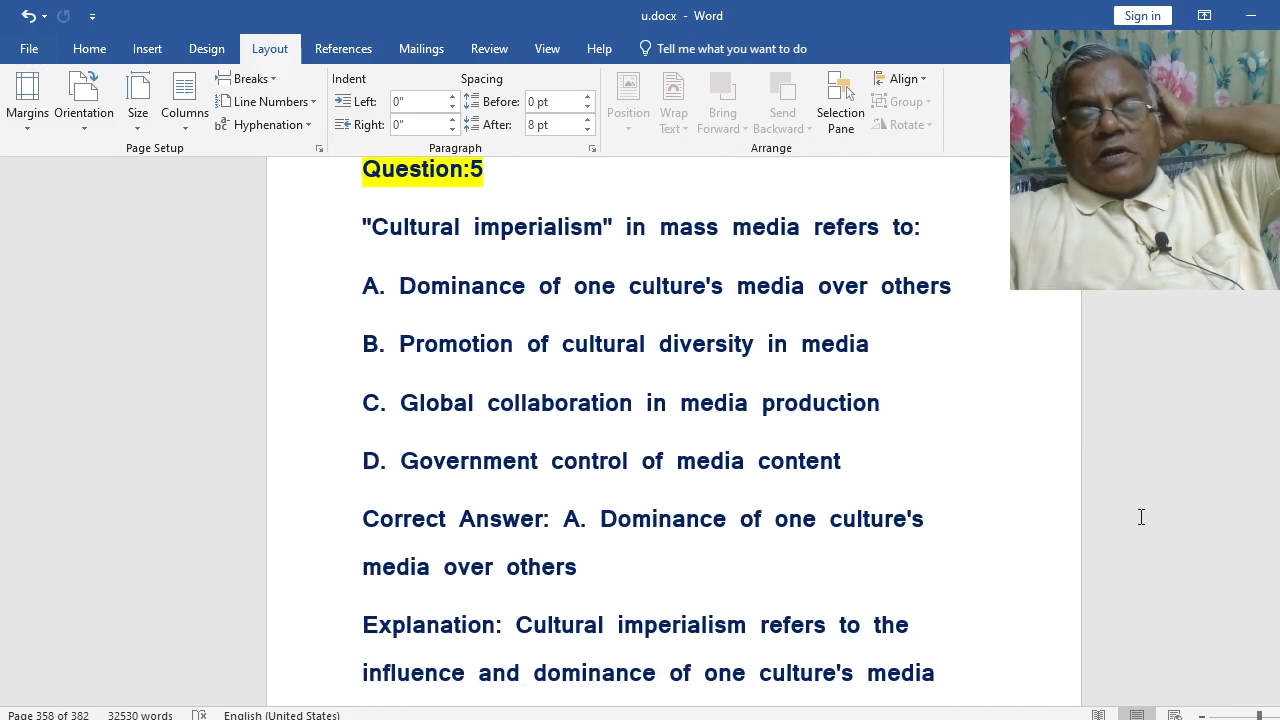 u.docx - Word
Sign in
File Home Insert Design Layout References Mailings Review View Help Tell me what you want to do
Margins Orientation Size Columns Breaks Line Numbers Hyphenation
Page Setup
Indent Spacing
Left: 0" Before: 0 pt
Right: 0" After: 8 pt
Paragraph
Position Wrap Text Bring Forward Send Backward Selection Pane Align Group Rotate
Arrange
Question:5
"Cultural imperialism" in mass media refers to:
A. Dominance of one culture's media over others
B. Promotion of cultural diversity in media
C. Global collaboration in media production
D. Government control of media content
Correct Answer: A. Dominance of one culture's
media over others
Explanation: Cultural imperialism refers to the
influence and dominance of one culture's media
Page 358 of 382 32530 words English (United States)